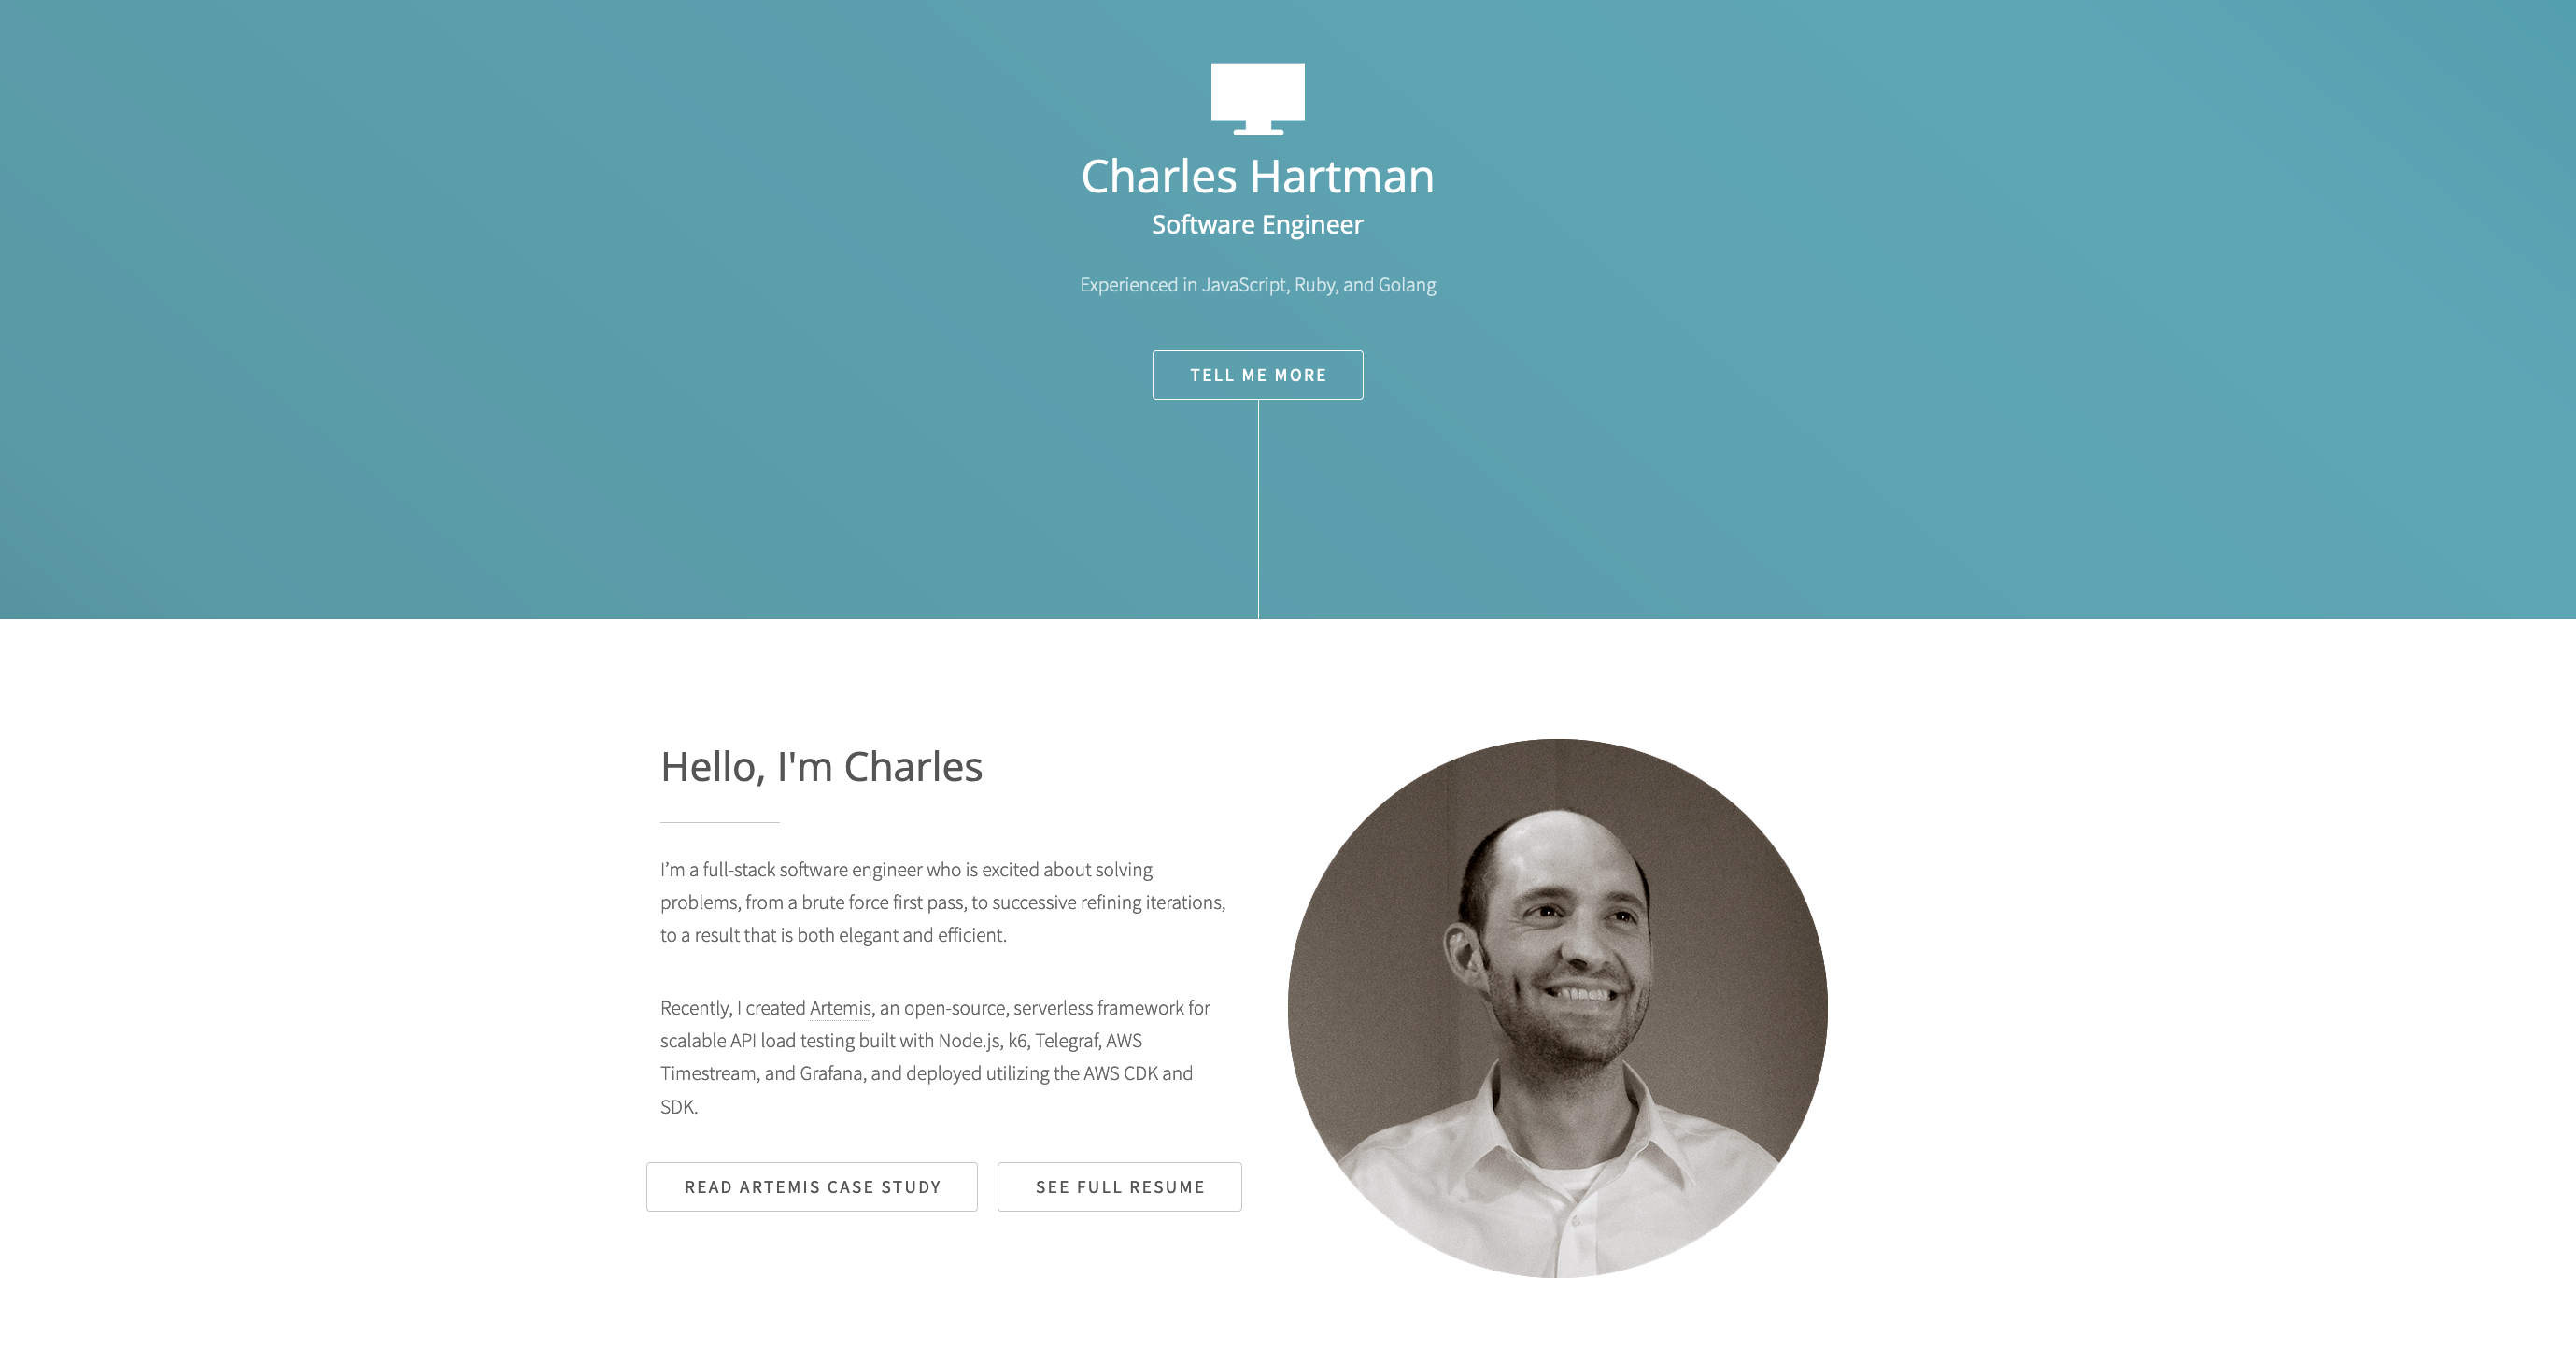 Charles Hartman
Software Engineer
Experienced in JavaScript, Ruby, and Golang
TELL ME MORE
Hello, I'm Charles
I’m a full-stack software engineer who is excited about solving
problems, from a brute force first pass, to successive refining iterations,
to a result that is both elegant and efficient.
Recently, I created Artemis, an open-source, serverless framework for
scalable API load testing built with Node.js, k6, Telegraf, AWS
Timestream, and Grafana, and deployed utilizing the AWS CDK and
SDK.
READ ARTEMIS CASE STUDY
SEE FULL RESUME